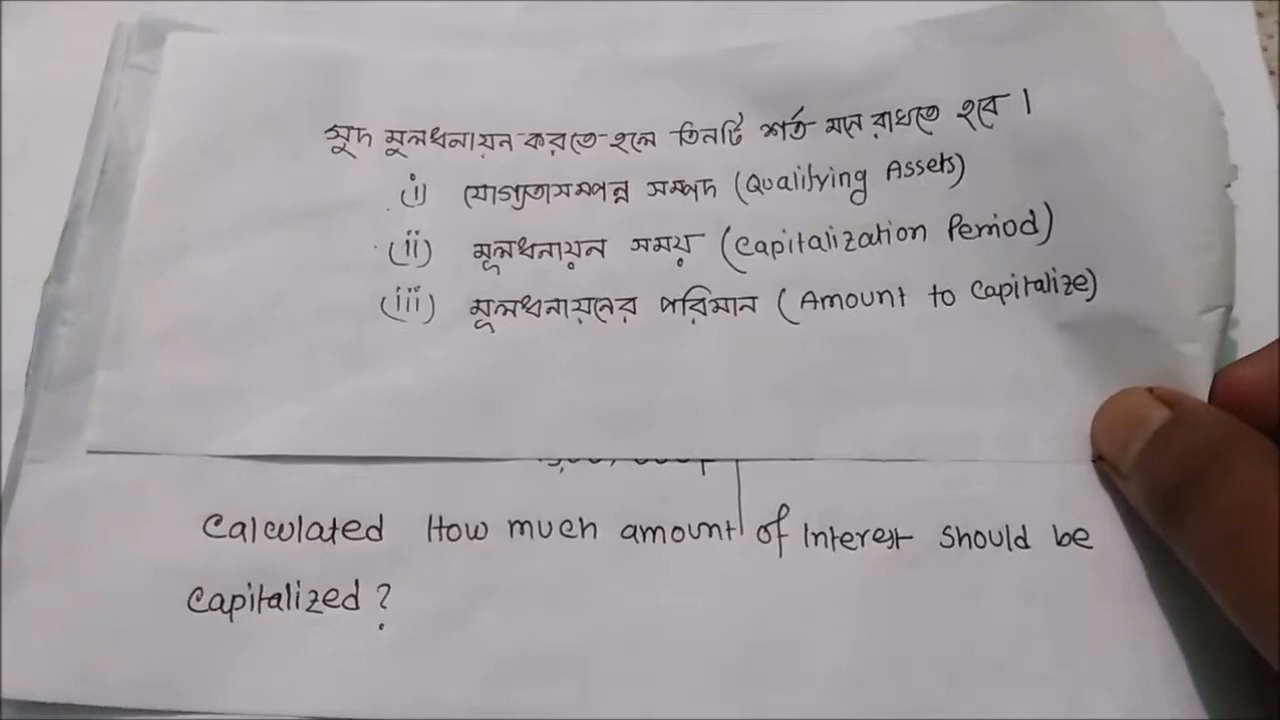 সুদ মূলধনায়ন করতে হলে তিনটি শর্ত মনে রাখতে হবে।
(i) যোগ্যতাসম্পন্ন সম্পদ (Qualifying Assets)
(ii) মূলধনায়ন সময় (Capitalization Period)
(iii) মূলধনায়নের পরিমান (Amount to Capitalize)
Calculated How much amount of Interest should be
Capitalized?